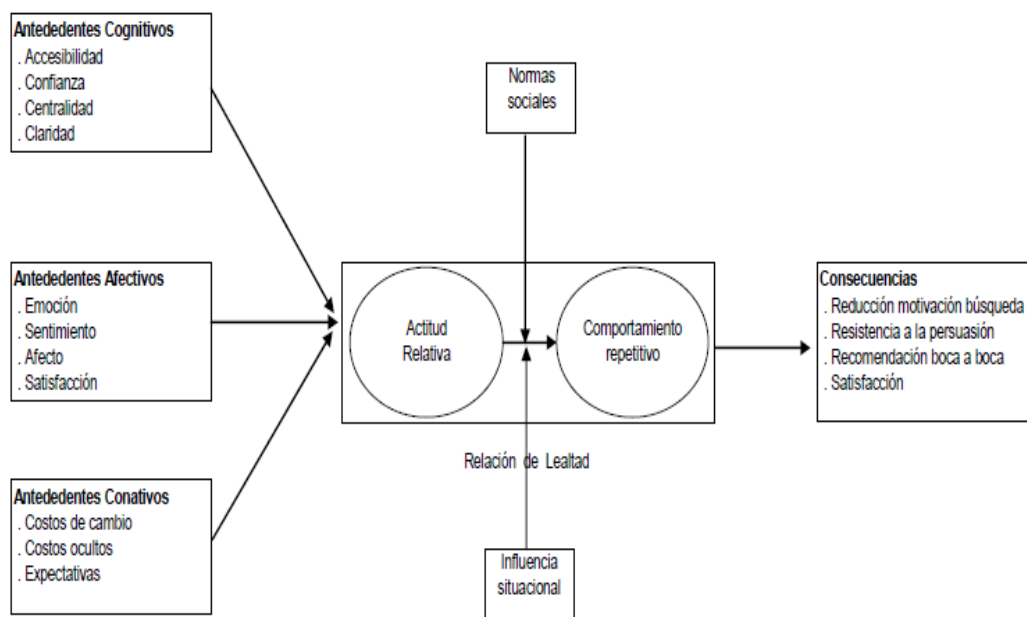 Antededentes Cognitivos
. Accesibilidad
. Confianza
. Centralidad
. Claridad
Normas
sociales
Antededentes Afectivos
. Emoción
. Sentimiento
. Afecto
. Satisfacción
Actitud
Relativa
Comportamiento
repetitivo
Consecuencias
. Reducción motivación búsqueda
. Resistencia a la persuasión
. Recomendación boca a boca
. Satisfacción
Relación de Lealtad
Antededentes Conativos
. Costos de cambio
. Costos ocultos
. Expectativas
Influencia
situacional